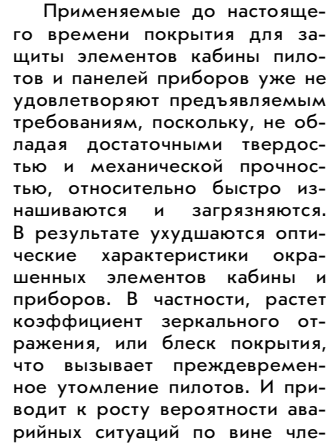 Применяемые до настояще-
го времени покрытия для за-
щиты элементов кабины пило-
тов и панелей приборов уже не
удовлетворяют предъявляемым
требованиям, поскольку, не об-
ладая достаточными твердос-
тью и механической прочнос-
тью, относительно быстро из-
нашиваются и загрязняются.
В результате ухудшаются опти-
ческие характеристики окра-
шенных элементов кабины и
приборов. В частности, растет
коэффициент зеркального от-
ражения, или блеск покрытия,
что вызывает преждевремен-
ное утомление пилотов. И при-
водит к росту вероятности ава-
рийных ситуаций по вине чле-